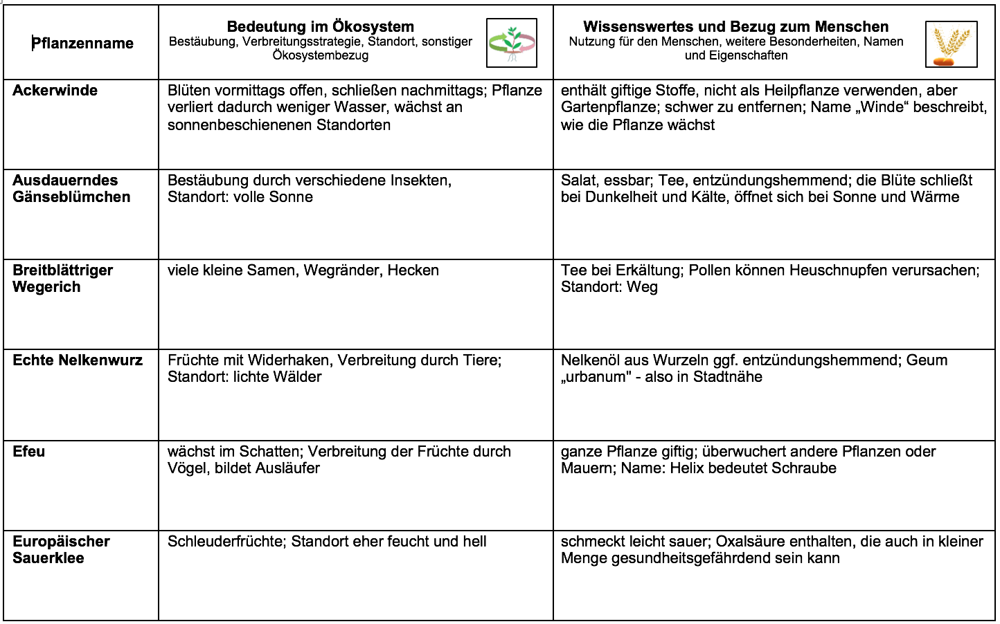 Pflanzenname
Bedeutung im Ökosystem
Bestäubung, Verbreitungsstrategie, Standort, sonstiger
Ökosystembezug
Wissenswertes und Bezug zum Menschen
Nutzung für den Menschen, weitere Besonderheiten, Namen
und Eigenschaften
Ackerwinde
Blüten vormittags offen, schließen nachmittags; Pflanze
verliert dadurch weniger Wasser, wächst an
sonnenbeschienenen Standorten
enthält giftige Stoffe, nicht als Heilpflanze verwenden, aber
Gartenpflanze; schwer zu entfernen; Name „Winde“ beschreibt,
wie die Pflanze wächst
Ausdauerndes
Gänseblümchen
Bestäubung durch verschiedene Insekten,
Standort: volle Sonne
Salat, essbar; Tee, entzündungshemmend; die Blüte schließt
bei Dunkelheit und Kälte, öffnet sich bei Sonne und Wärme
Breitblättriger
Wegerich
viele kleine Samen, Wegränder, Hecken
Tee bei Erkältung; Pollen können Heuschnupfen verursachen;
Standort: Weg
Echte Nelkenwurz
Früchte mit Widerhaken, Verbreitung durch Tiere;
Standort: lichte Wälder
Nelkenöl aus Wurzeln ggf. entzündungshemmend; Geum
„urbanum" - also in Stadtnähe
Efeu
wächst im Schatten; Verbreitung der Früchte durch
Vögel, bildet Ausläufer
ganze Pflanze giftig; überwuchert andere Pflanzen oder
Mauern; Name: Helix bedeutet Schraube
Europäischer
Sauerklee
Schleuderfrüchte; Standort eher feucht und hell
schmeckt leicht sauer; Oxalsäure enthalten, die auch in kleiner
Menge gesundheitsgefährdend sein kann